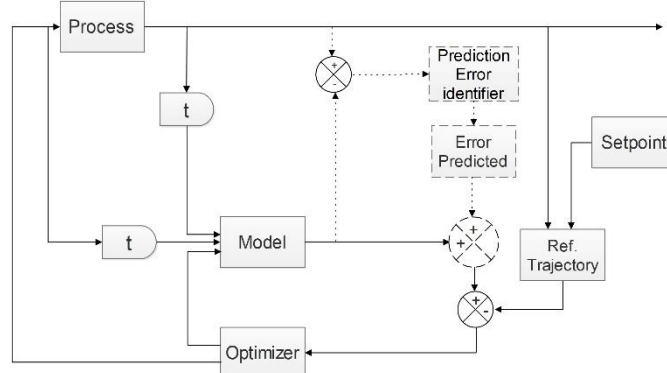 Process
Prediction
Error
identifier
t
Error
Predicted
Setpoint
t
Model
Ref.
Trajectory
Optimizer
+
-
+
+
+
-